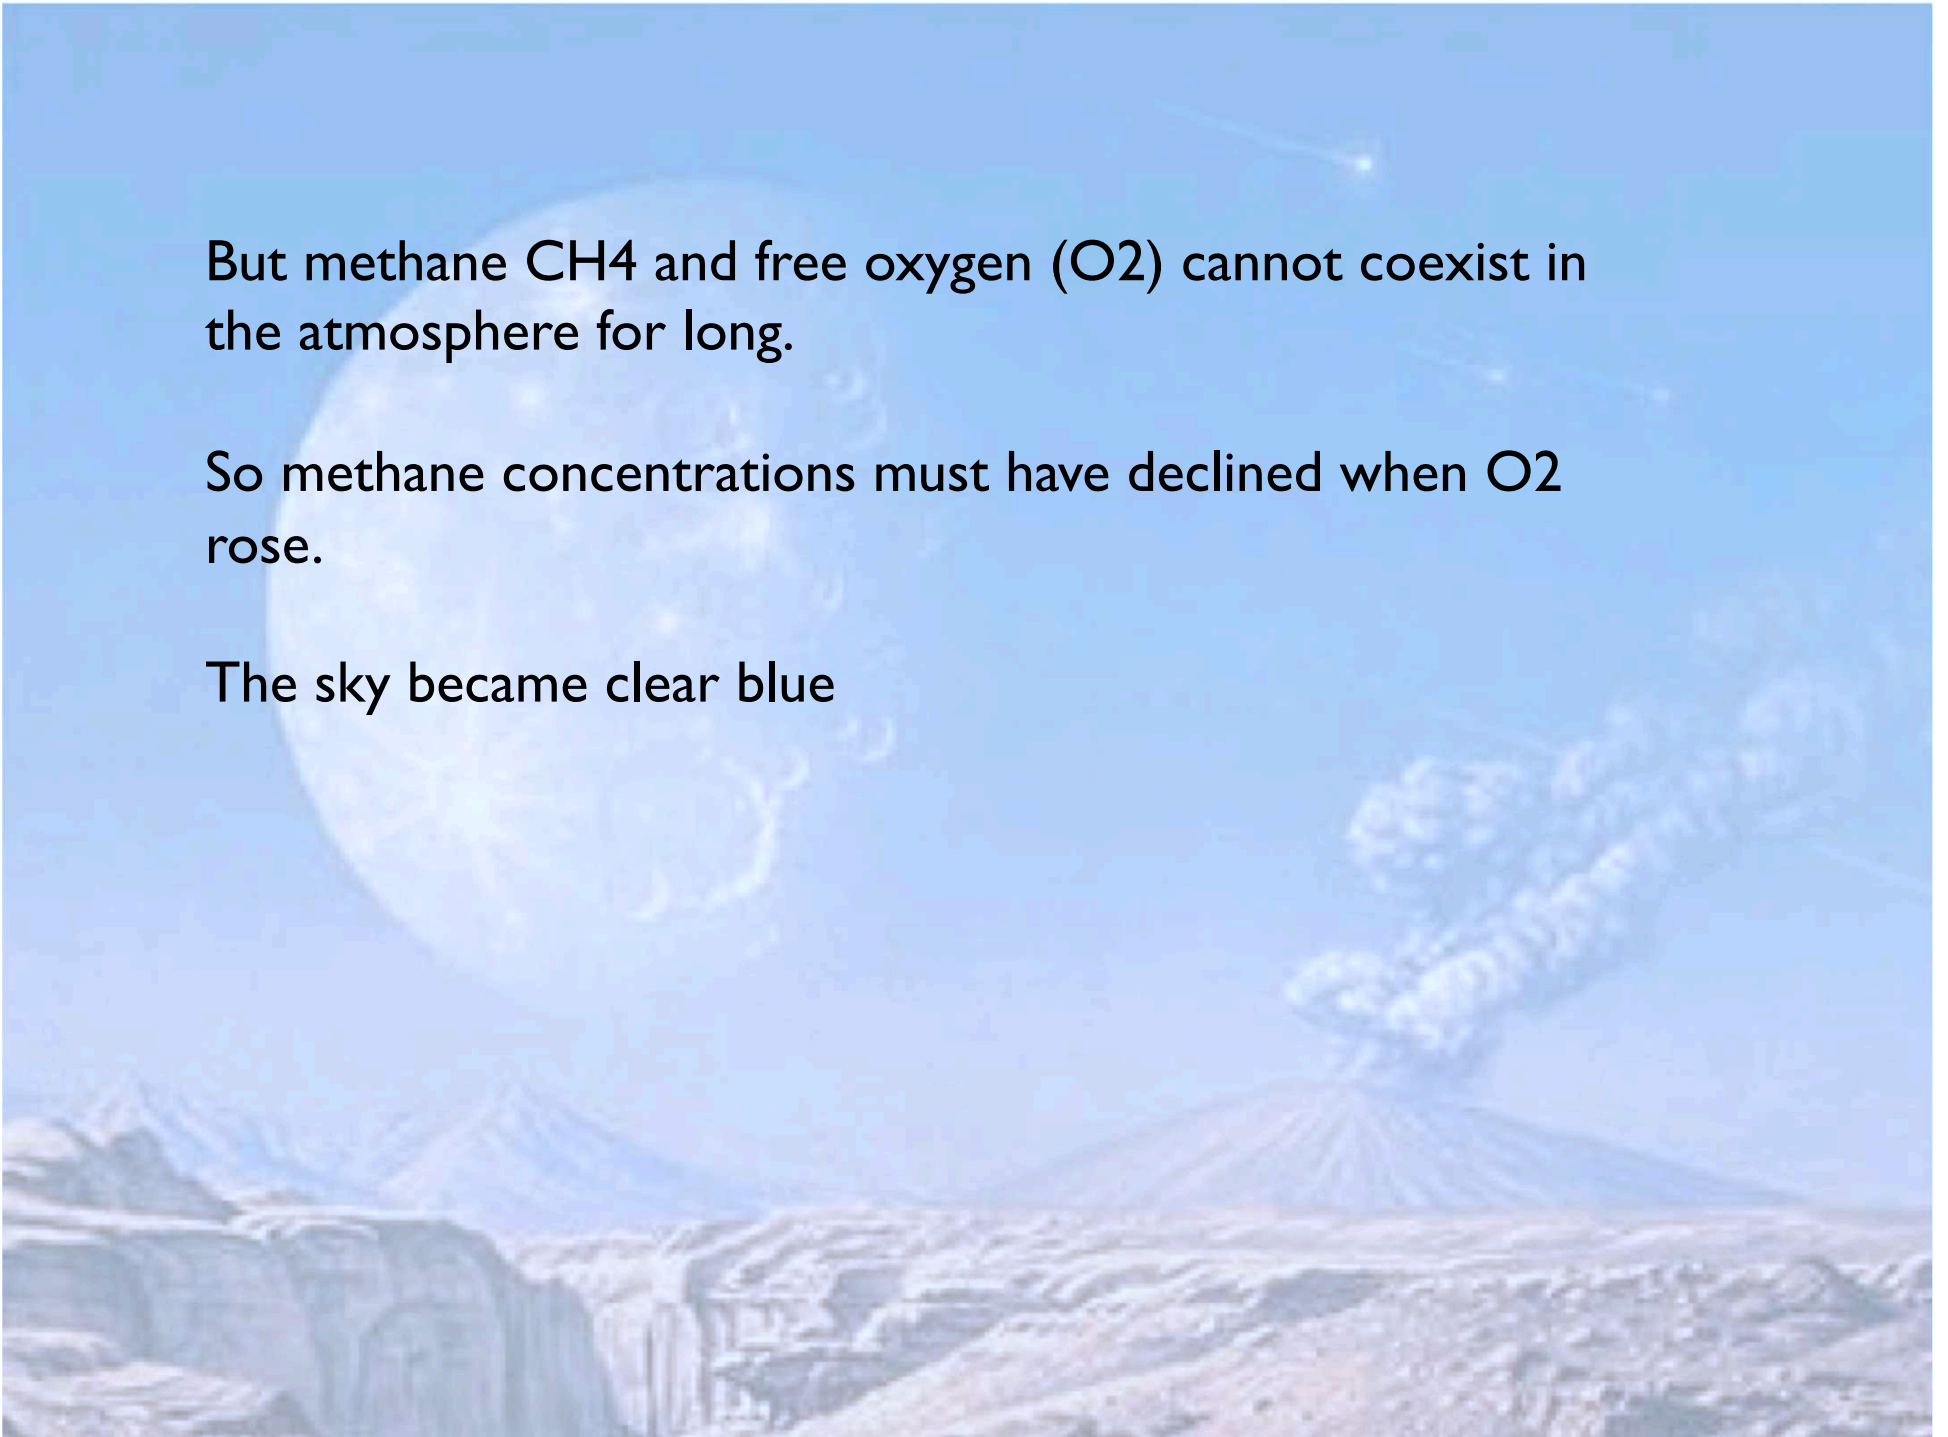 But methane CH4 and free oxygen (O2) cannot coexist in
the atmosphere for long.
So methane concentrations must have declined when O2
rose.
The sky became clear blue